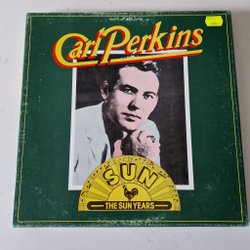 Carl Perkins
SUN
THE SUN YEARS